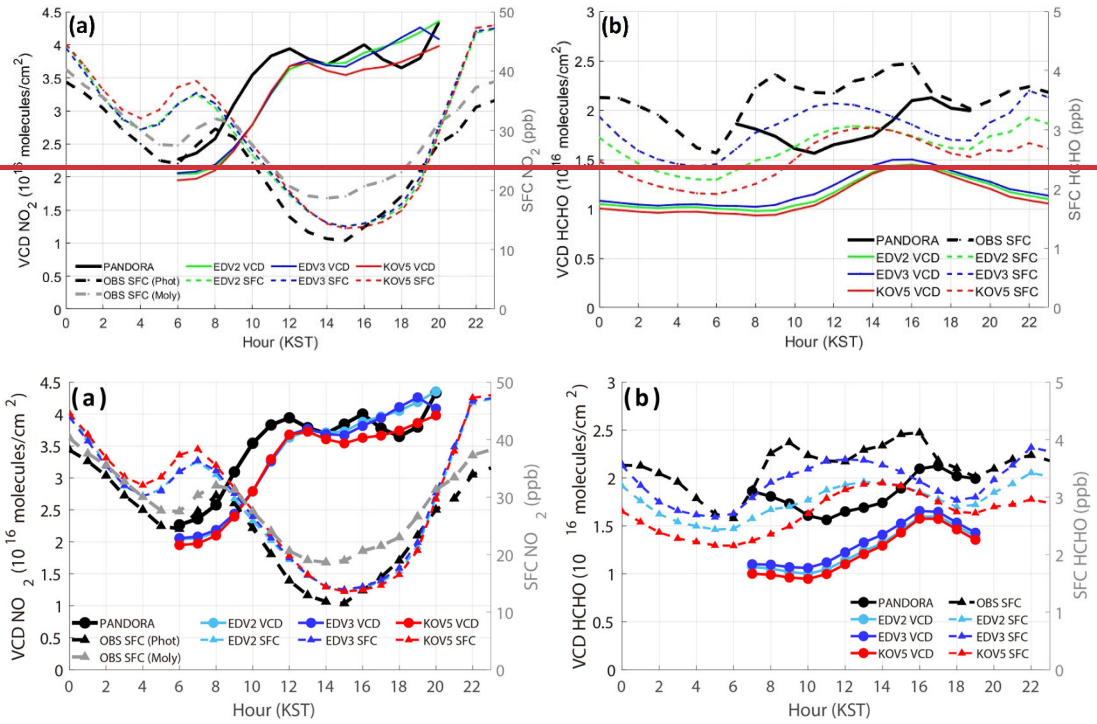 (a)
VCD NO2 (10^16 molecules/cm^2)
4.5
4
3.5
3
2.5
2
1.5
1
0.5
0
50
40
30
20
10
0
SFC NO2 (ppb)
PANDORA
EDV2 VCD
EDV3 VCD
KOV5 VCD
OBS SFC (Phot)
EDV2 SFC
EDV3 SFC
KOV5 SFC
OBS SFC (Moly)
0 2 4 6 8 10 12 14 16 18 20 22
Hour (KST)
(b)
VCD HCHO (10^16 molecules/cm^2)
3
2.5
2
1.5
1
0.5
0
5
4
3
2
1
0
SFC HCHO (ppb)
PANDORA
OBS SFC
EDV2 VCD
EDV2 SFC
EDV3 VCD
EDV3 SFC
KOV5 VCD
KOV5 SFC
0 2 4 6 8 10 12 14 16 18 20 22
Hour (KST)
(a)
VCD NO 2 (10 16 molecules/cm 2)
4.5
4
3.5
3
2.5
2
1.5
1
0.5
0
50
40
30
20
10
0
SFC NO 2 (ppb)
PANDORA
EDV2 VCD
EDV3 VCD
KOV5 VCD
OBS SFC (Phot)
EDV2 SFC
EDV3 SFC
KOV5 SFC
OBS SFC (Moly)
0 2 4 6 8 10 12 14 16 18 20 22
Hour (KST)
(b)
VCD HCHO (10 16 molecules/cm 2)
3
2.5
2
1.5
1
0.5
0
5
4
3
2
1
0
SFC HCHO (ppb)
PANDORA
OBS SFC
EDV2 VCD
EDV2 SFC
EDV3 VCD
EDV3 SFC
KOV5 VCD
KOV5 SFC
0 2 4 6 8 10 12 14 16 18 20 22
Hour (KST)